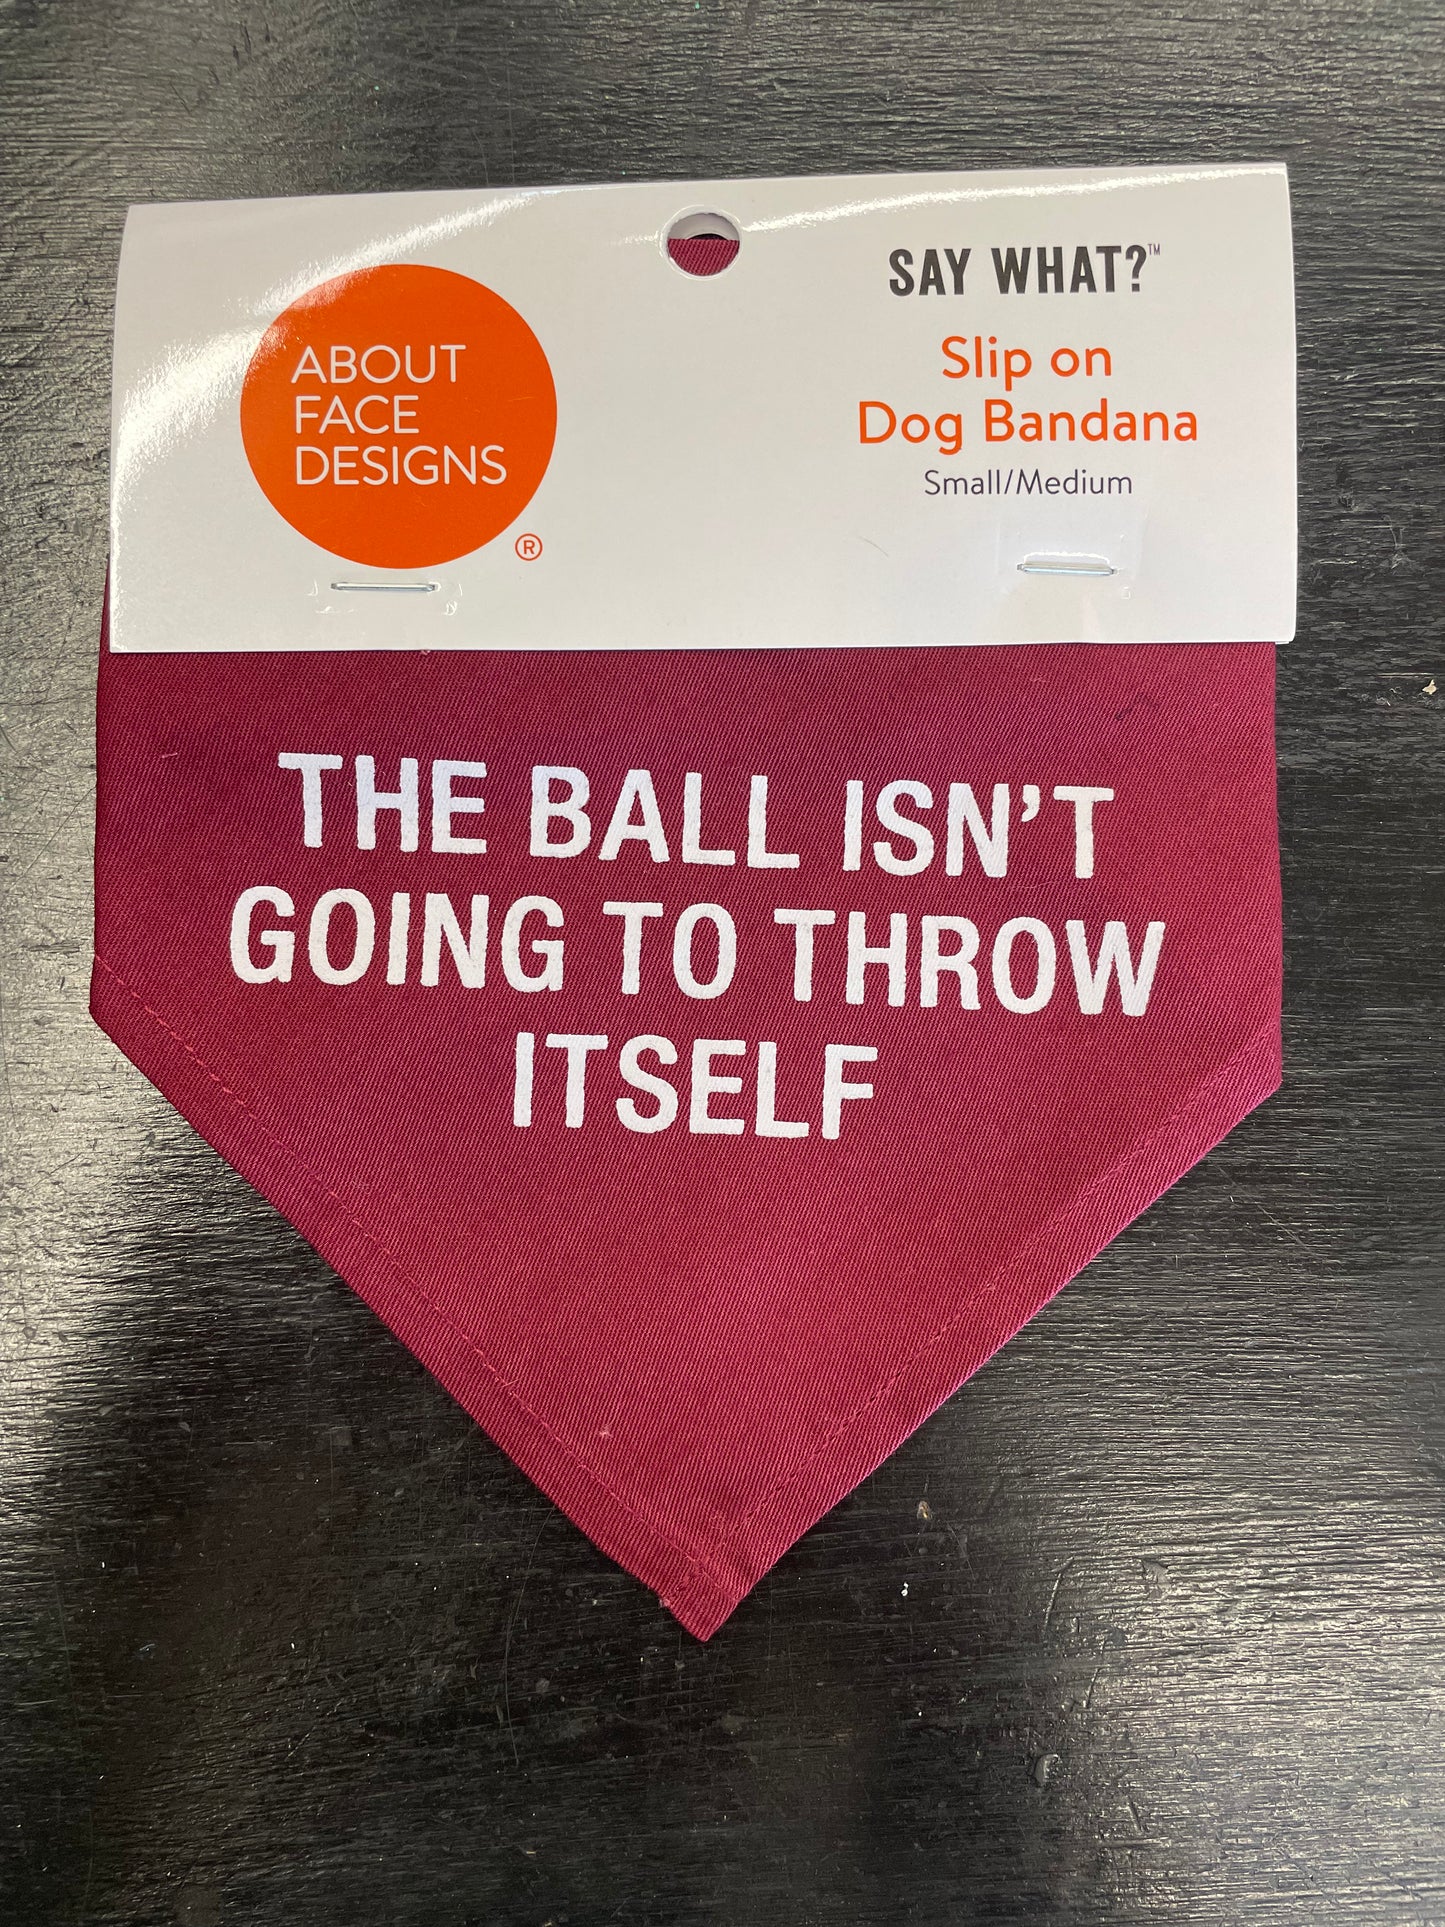 ABOUT
FACE
DESIGNS
®
SAY WHAT?™
Slip on
Dog Bandana
Small/Medium
THE BALL ISN’T
GOING TO THROW
ITSELF